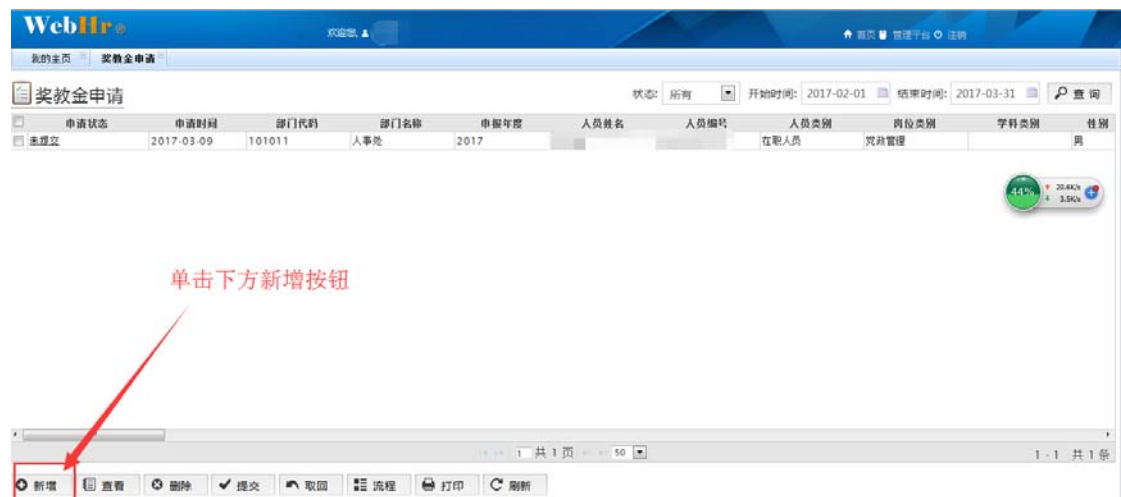 WebHr® 欢迎您, 首页 管理平台 注销
我的主页 奖教金申请
奖教金申请 状态: 所有 开始时间: 2017-02-01 结束时间: 2017-03-31 查询
申请状态 申请时间 部门代码 部门名称 申报年度 人员姓名 人员编号 人员类别 岗位类别 学科类别 性别
未提交 2017-03-09 101011 人事处 2017 在职人员 党政管理 男
44% 20.6K/s
3.5K/s
单击下方新增按钮
1 共 1 页 50 1 - 1 共 1 条
新增 查看 删除 提交 取回 流程 打印 刷新